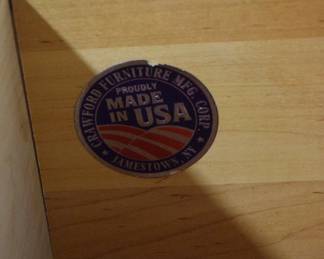 CRAWFORD FURNITURE MFG. CORP.
PROUDLY
MADE
IN USA
JAMESTOWN, NY